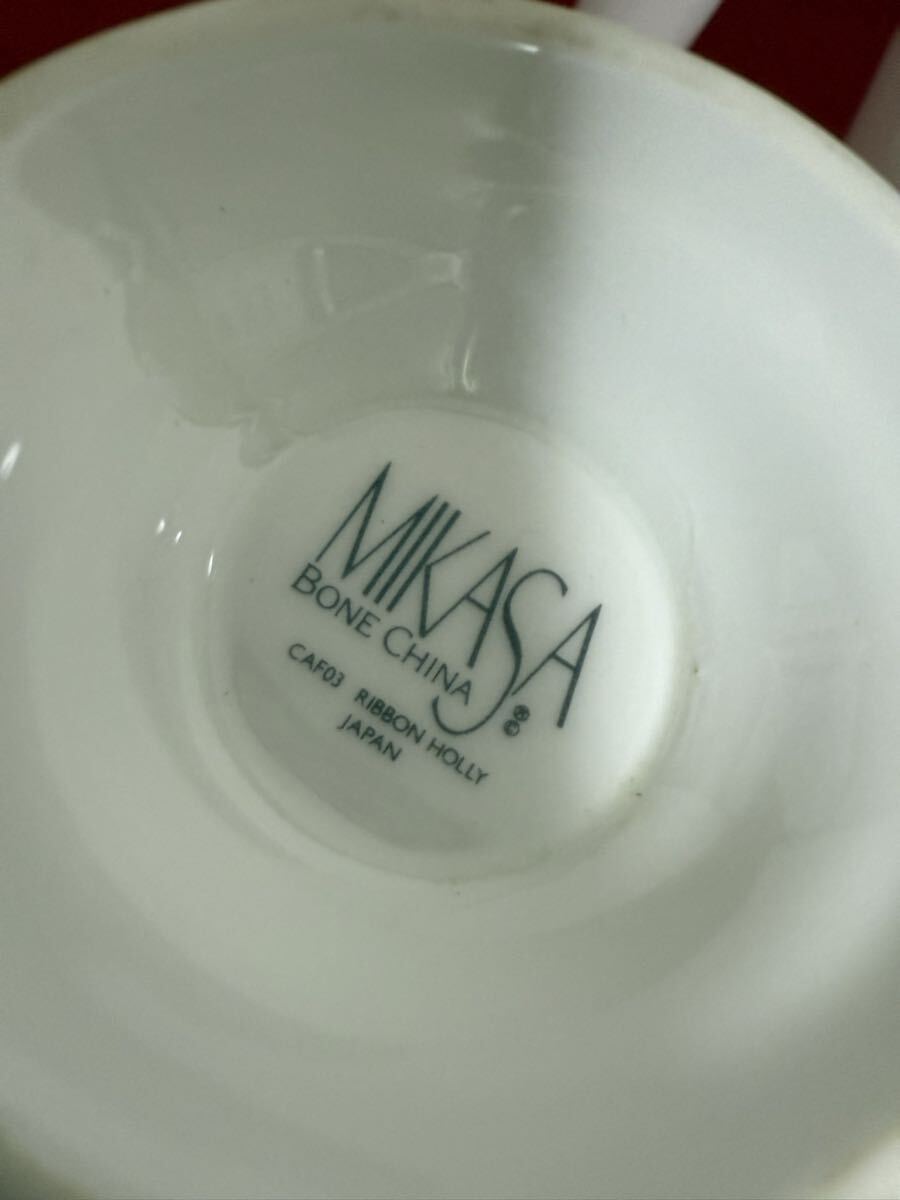 MIKASA
BONE CHINA ®
©
CAF03 RIBBON HOLLY
JAPAN